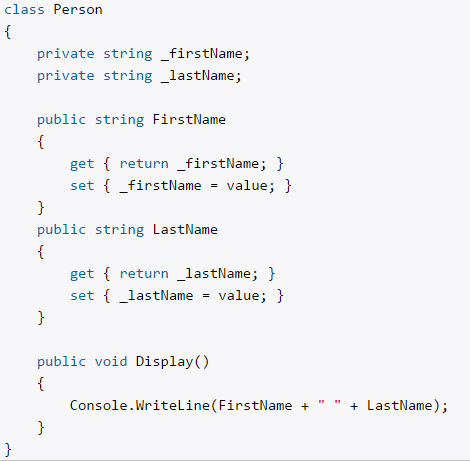 class Person
{
    private string _firstName;
    private string _lastName;

    public string FirstName
    {
        get { return _firstName; }
        set { _firstName = value; }
    }
    public string LastName
    {
        get { return _lastName; }
        set { _lastName = value; }
    }

    public void Display()
    {
        Console.WriteLine(FirstName + " " + LastName);
    }
}